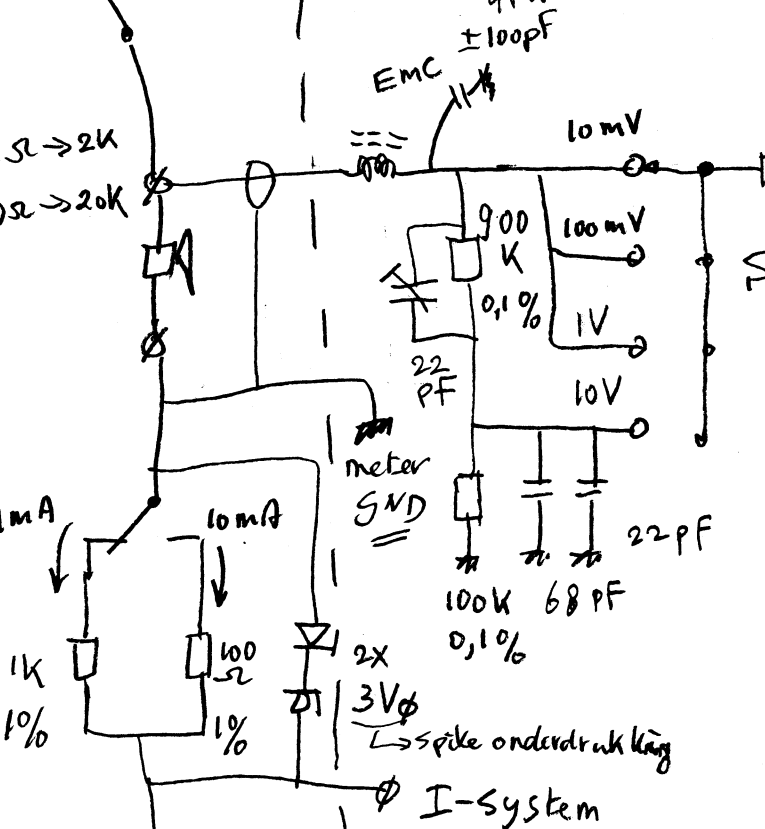 ±100pF
EMC
10mV
Ω→2K
Ω→20K
900
K
0,1%
100mV
1V
22
pF
10V
meter
GND
1mA
10mA
22pF
100K
68pF
0,1%
1K
1%
100
Ω
1%
2x
3Vø
↳spike onderdrukking
I-system